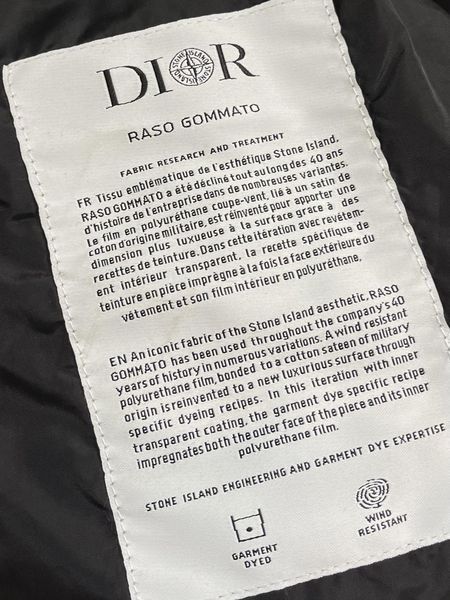 DIOR
STONE ISLAND
RASO GOMMATO
FABRIC RESEARCH AND TREATMENT
FR Tissu emblématique de l'esthétique Stone Island,
RASO GOMMATO a été décliné tout au long des 40 ans
d'histoire de l'entreprise dans de nombreuses variantes.
Le film en polyuréthane coupe-vent, lié à un satin de
coton d'origine militaire, est réinventé pour apporter une
dimension plus luxueuse à la surface grace à des
recettes de teinture. Dans cette itération avec revêtem-
ent intérieur transparent, la recette spécifique de
teinture en pièce imprègne à la fois la face extérieure du
vêtement et son film intérieur en polyuréthane.
EN An iconic fabric of the Stone Island aesthetic, RASO
GOMMATO has been used throughout the company's 40
years of history in numerous variations. A wind resistant
polyurethane film, bonded to a cotton sateen of military
origin is reinvented to a new luxurious surface through
specific dyeing recipes. In this iteration with inner
transparent coating, the garment dye specific recipe
impregnates both the outer face of the piece and its inner
polyurethane film.
STONE ISLAND ENGINEERING AND GARMENT DYE EXPERTISE
GARMENT
DYED
WIND
RESISTANT